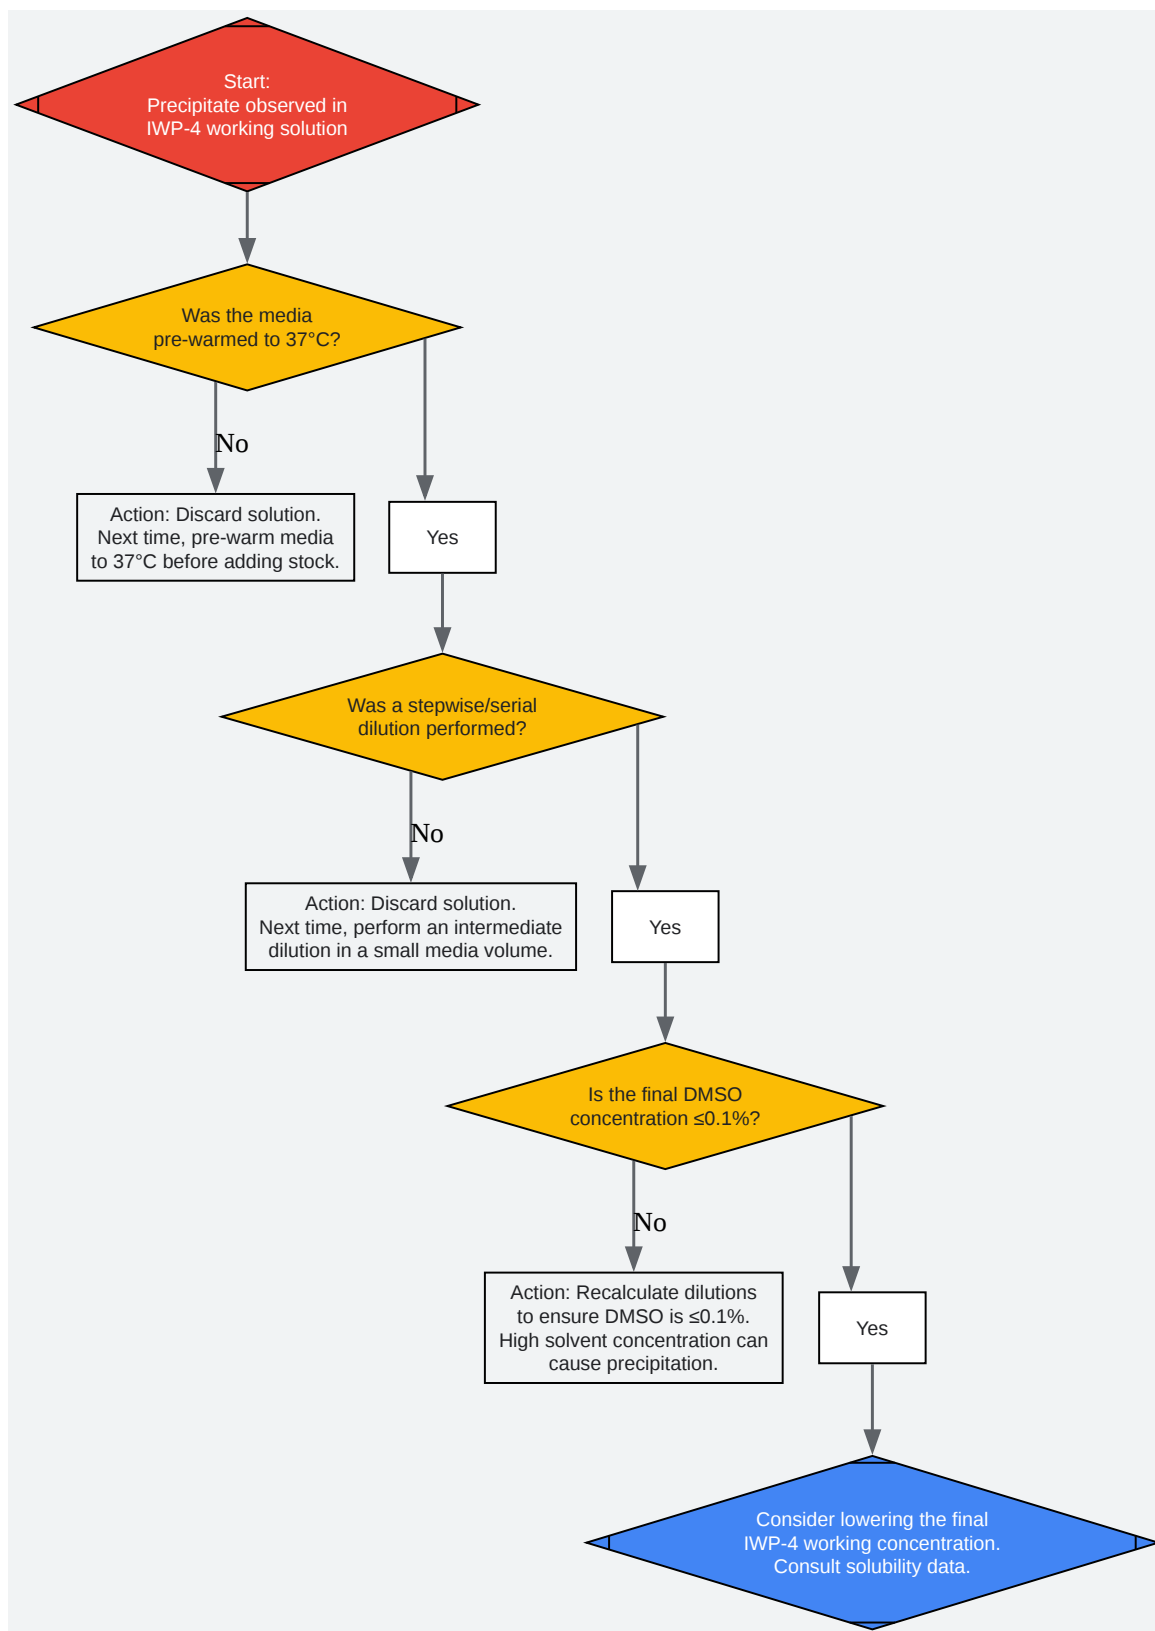 Start:
Precipitate observed in
IWP-4 working solution
Was the media
pre-warmed to 37°C?
No
Action: Discard solution.
Next time, pre-warm media
to 37°C before adding stock.
Yes
Was a stepwise/serial
dilution performed?
No
Action: Discard solution.
Next time, perform an intermediate
dilution in a small media volume.
Yes
Is the final DMSO
concentration ≤0.1%?
No
Action: Recalculate dilutions
to ensure DMSO is ≤0.1%.
High solvent concentration can
cause precipitation.
Yes
Consider lowering the final
IWP-4 working concentration.
Consult solubility data.